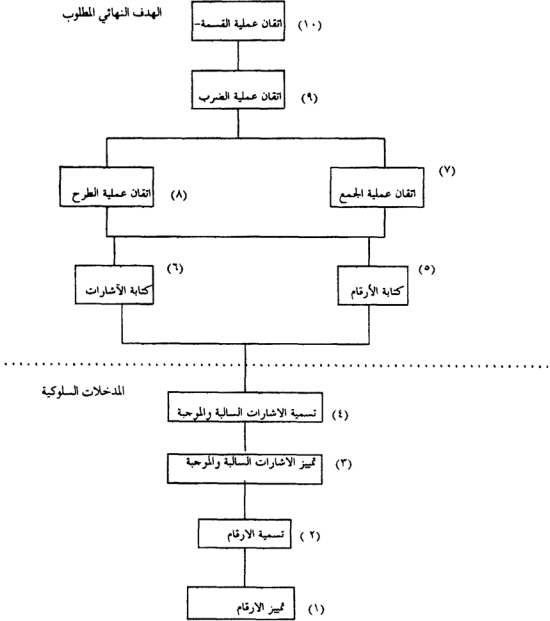 الهدف النهائي المطلوب
اتقان عملية القسمة- (١٠)
اتقان عملية الضرب (٩)
اتقان عملية الجمع (٧)
اتقان عملية الطرح (٨)
كتابة الأرقام (٥)
كتابة الآشارات (٦)
المدخلات السلوكية
تسمية الاشارات السالبة والموجبة (٤)
تمييز الاشارات السالبة والموجبة (٣)
تسمية الارقام (٢)
تمييز الارقام (١)